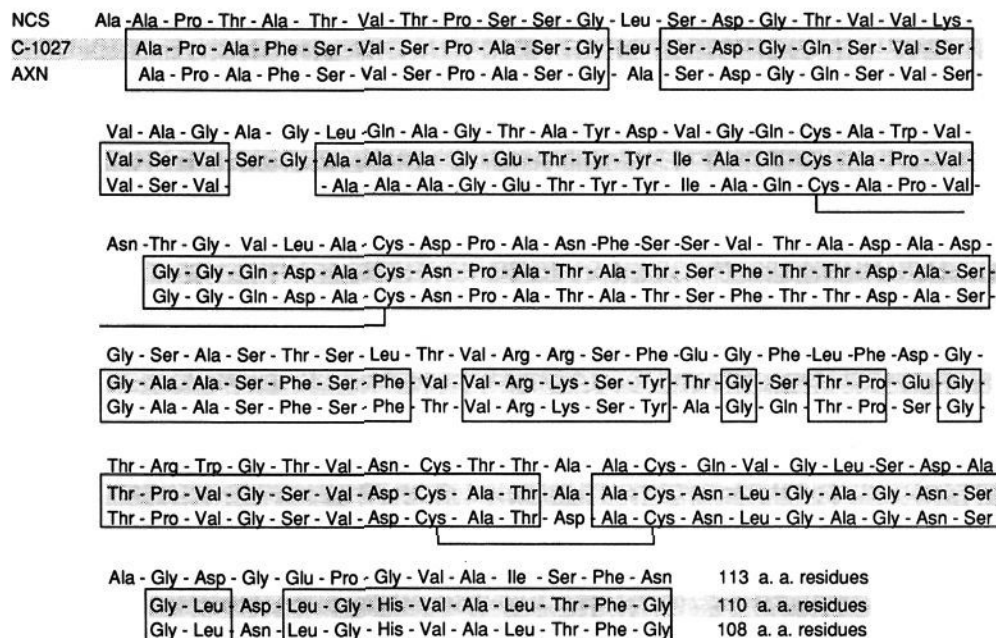 NCS Ala -Ala - Pro - Thr - Ala - Thr - Val - Thr - Pro - Ser - Ser - Gly - Leu - Ser - Asp - Gly - Thr - Val - Val - Lys -
C-1027 Ala - Pro - Ala - Phe - Ser - Val - Ser - Pro - Ala - Ser - Gly - Leu - Ser - Asp - Gly - Gln - Ser - Val - Ser -
AXN Ala - Pro - Ala - Phe - Ser - Val - Ser - Pro - Ala - Ser - Gly - Ala - Ser - Asp - Gly - Gln - Ser - Val - Ser -
Val - Ala - Gly - Ala - Gly - Leu -Gln - Ala - Gly - Thr - Ala - Tyr - Asp - Val - Gly -Gln - Cys - Ala - Trp - Val -
Val - Ser - Val - Ser - Gly - Ala - Ala - Ala - Gly - Glu - Thr - Tyr - Tyr - Ile - Ala - Gln - Cys - Ala - Pro - Val -
Val - Ser - Val - - Ala - Ala - Ala - Gly - Glu - Thr - Tyr - Tyr - Ile - Ala - Gln - Cys - Ala - Pro - Val -
Asn -Thr - Gly - Val - Leu - Ala - Cys - Asp - Pro - Ala - Asn -Phe - Ser - Ser - Val - Thr - Ala - Asp - Ala - Asp -
Gly - Gly - Gln - Asp - Ala - Cys - Asn - Pro - Ala - Thr - Ala - Thr - Ser - Phe - Thr - Thr - Asp - Ala - Ser -
Gly - Gly - Gln - Asp - Ala - Cys - Asn - Pro - Ala - Thr - Ala - Thr - Ser - Phe - Thr - Thr - Asp - Ala - Ser -
Gly - Ser - Ala - Ser - Thr - Ser - Leu - Thr - Val - Arg - Arg - Ser - Phe -Glu - Gly - Phe -Leu -Phe - Asp - Gly -
Gly - Ala - Ala - Ser - Phe - Ser - Phe - Val - Val - Arg - Lys - Ser - Tyr - Thr - Gly - Ser - Thr - Pro - Glu - Gly -
Gly - Ala - Ala - Ser - Phe - Ser - Phe - Thr - Val - Arg - Lys - Ser - Tyr - Ala - Gly - Gln - Thr - Pro - Ser - Gly -
Thr - Arg - Trp - Gly - Thr - Val - Asn - Cys - Thr - Thr - Ala - Ala - Cys - Gln - Val - Gly - Leu - Ser - Asp - Ala
Thr - Pro - Val - Gly - Ser - Val - Asp - Cys - Ala - Thr - Ala - Ala - Cys - Asn - Leu - Gly - Ala - Gly - Asn - Ser
Thr - Pro - Val - Gly - Ser - Val - Asp - Cys - Ala - Thr - Asp - Ala - Cys - Asn - Leu - Gly - Ala - Gly - Asn - Ser
Ala - Gly - Asp - Gly - Glu - Pro - Gly - Val - Ala - Ile - Ser - Phe - Asn 113 a. a. residues
Gly - Leu - Asp - Leu - Gly - His - Val - Ala - Leu - Thr - Phe - Gly 110 a. a. residues
Gly - Leu - Asn - Leu - Gly - His - Val - Ala - Leu - Thr - Phe - Gly 108 a. a. residues